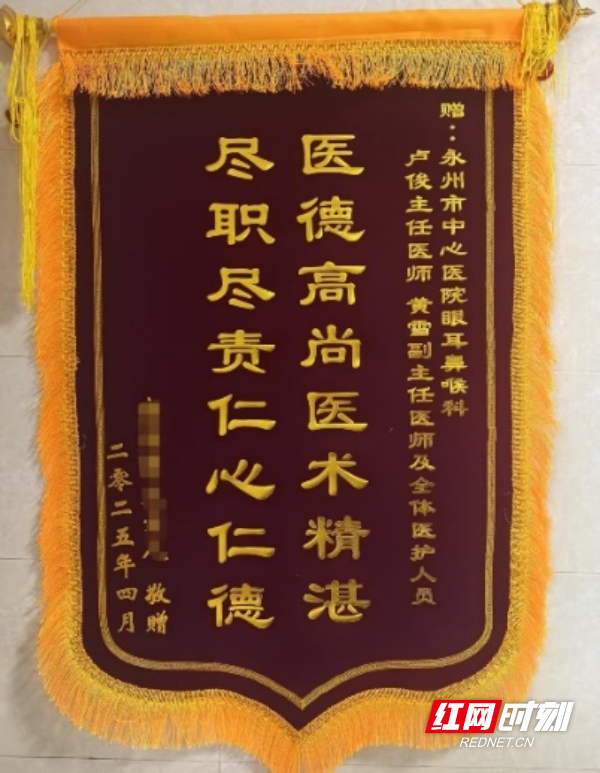 赠：永州市中心医院眼耳鼻喉科
卢俊主任医师 黄雪副主任医师及全体医护人员
医德高尚医术精湛
尽职尽责仁心仁德
敬赠
二零二五年四月
红网时刻
REDNET.CN